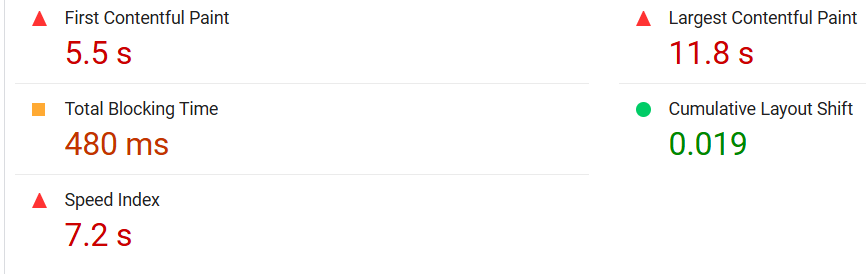 First Contentful Paint
5.5 s
Largest Contentful Paint
11.8 s
Total Blocking Time
480 ms
Cumulative Layout Shift
0.019
Speed Index
7.2 s